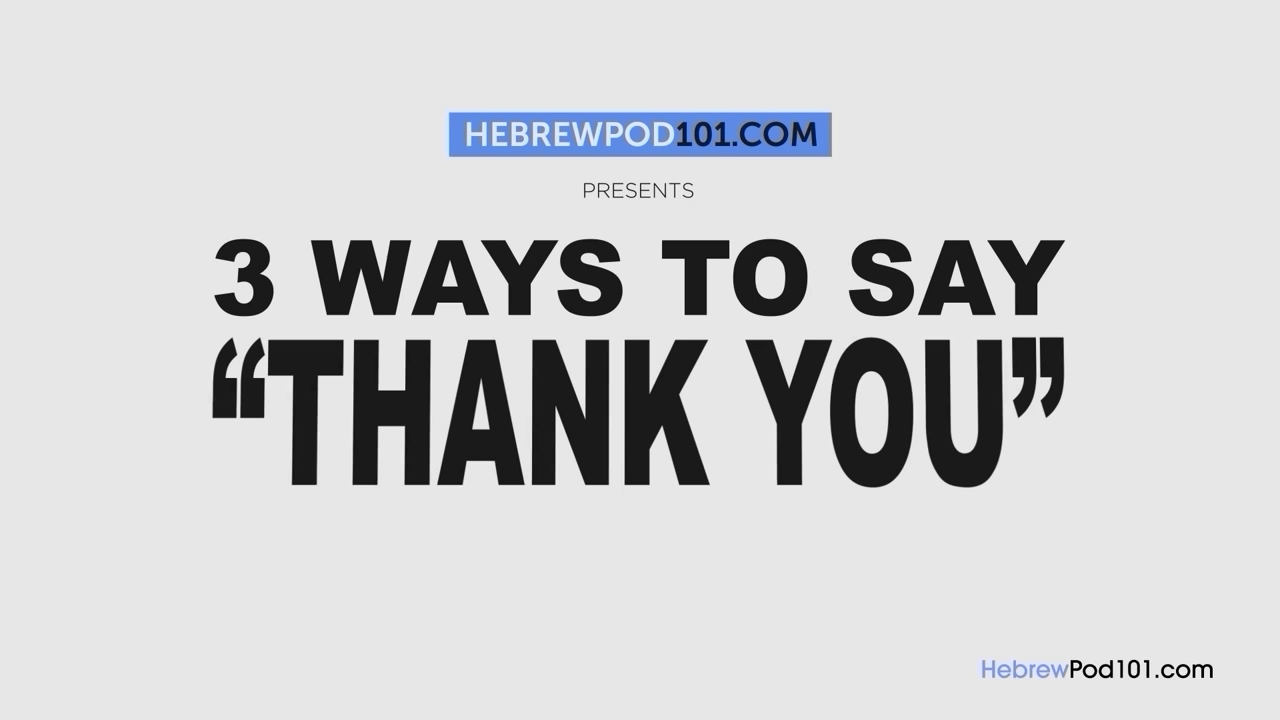 HEBREWPOD101.COM
PRESENTS
3 WAYS TO SAY
“THANK YOU”
HebrewPod101.com